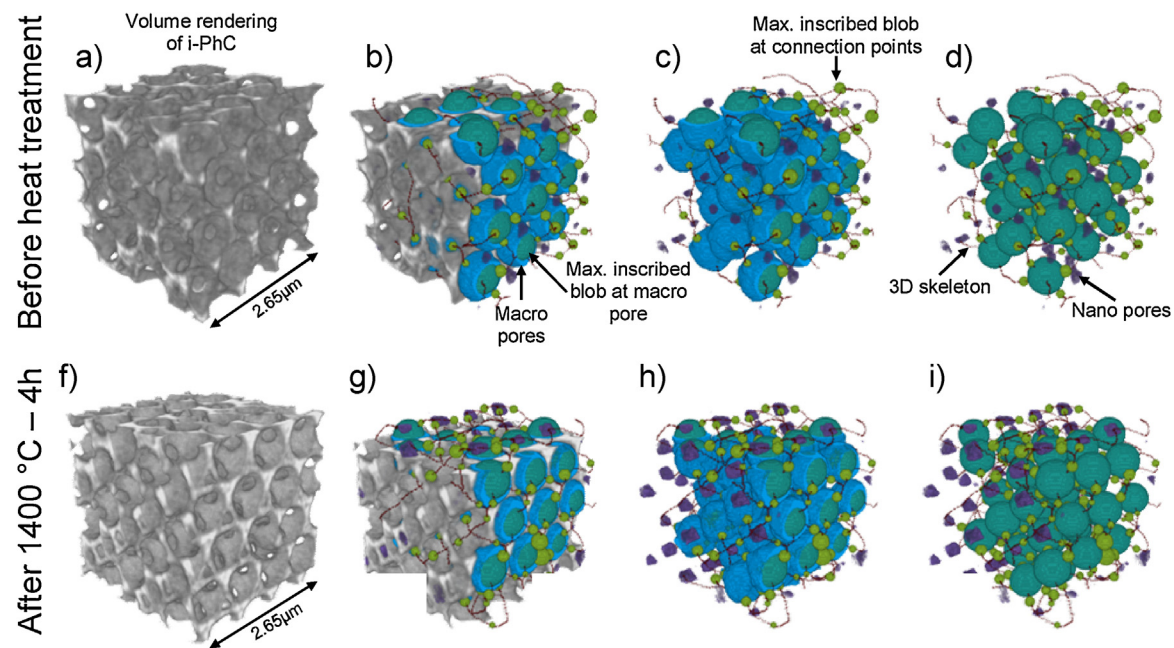 Before heat treatment
Volume rendering
of i-PhC
a)
2.65µm
b)
Macro
pores
Max. inscribed
blob at macro
pore
c)
Max. inscribed blob
at connection points
d)
3D skeleton
Nano pores
After 1400 °C – 4h
f)
2.65µm
g)
h)
i)